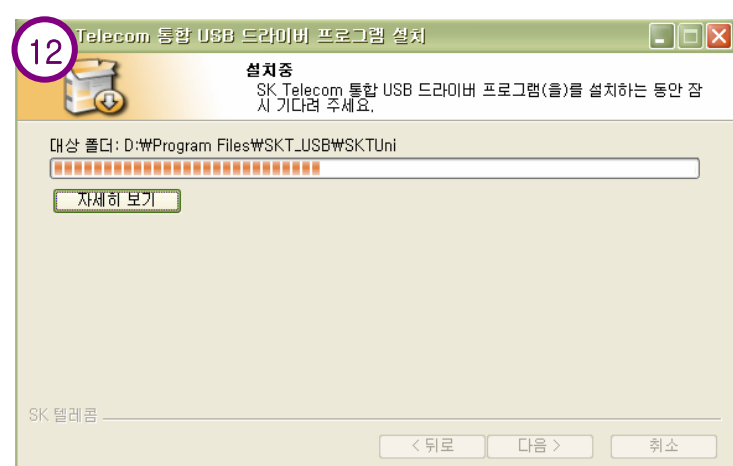 12
Telecom 통합 USB 드라이버 프로그램 설치
설치중
SK Telecom 통합 USB 드라이버 프로그램(을)를 설치하는 동안 잠
시 기다려 주세요.
대상 폴더: D:₩Program Files₩SKT_USB₩SKTUni
자세히 보기
SK 텔레콤
< 뒤로 다음 > 취소